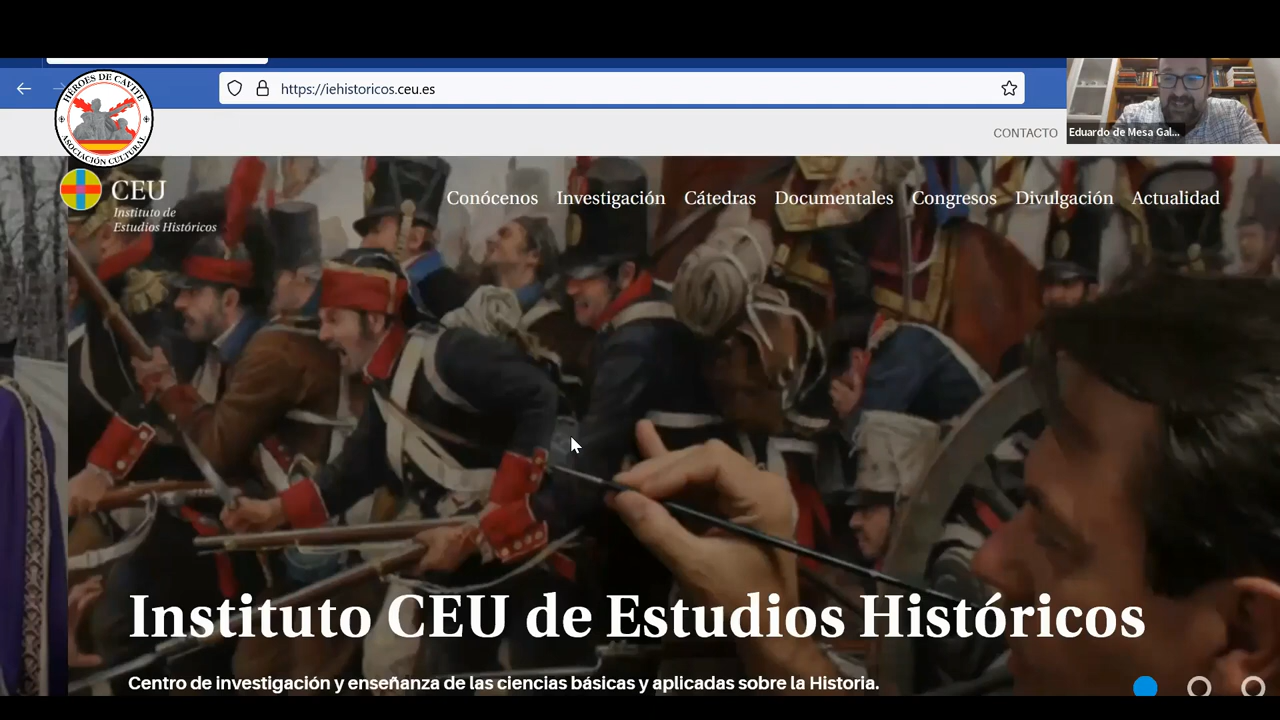 https://iehistoricos.ceu.es
HÉROES DE CAVITE
ASOCIACIÓN CULTURAL
CONTACTO
Eduardo de Mesa Gal...
CEU
Instituto de
Estudios Históricos
Conócenos Investigación Cátedras Documentales Congresos Divulgación Actualidad
Instituto CEU de Estudios Históricos
Centro de investigación y enseñanza de las ciencias básicas y aplicadas sobre la Historia.